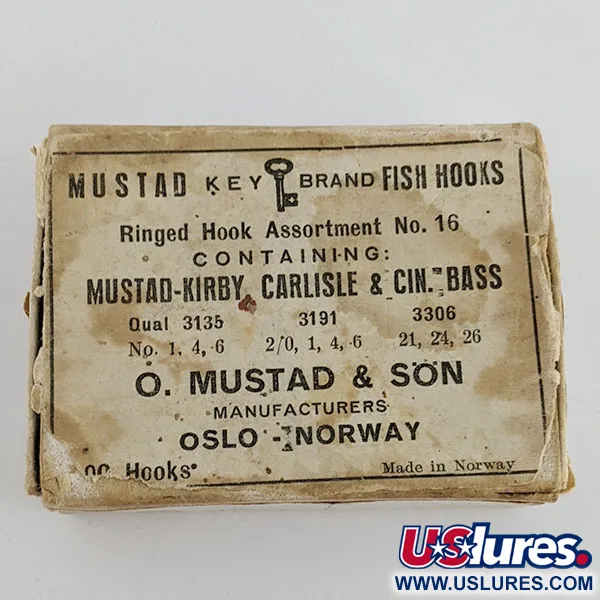 MUSTAD KEY BRAND FISH HOOKS
Ringed Hook Assortment No. 16
CONTAINING:
MUSTAD-KIRBY, CARLISLE & CIN. BASS
Qual 3135 3191 3306
No. 1, 4, 6 2/0, 1, 4, 6 21, 24, 26
O. MUSTAD & SON
MANUFACTURERS
OSLO - NORWAY
Hooks
Made in Norway
USlures.
WWW.USLURES.COM